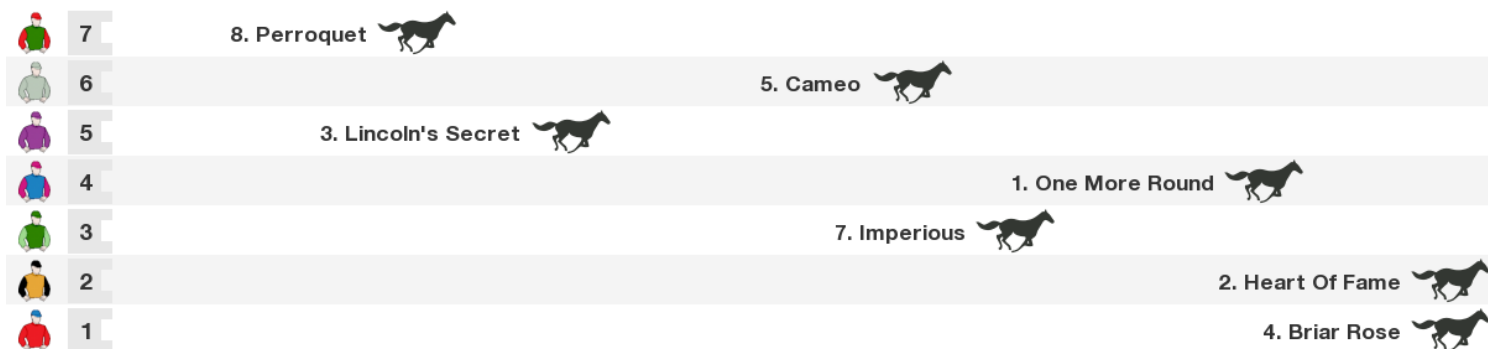 7 8. Perroquet
6 5. Cameo
5 3. Lincoln's Secret
4 1. One More Round
3 7. Imperious
2 2. Heart Of Fame
1 4. Briar Rose